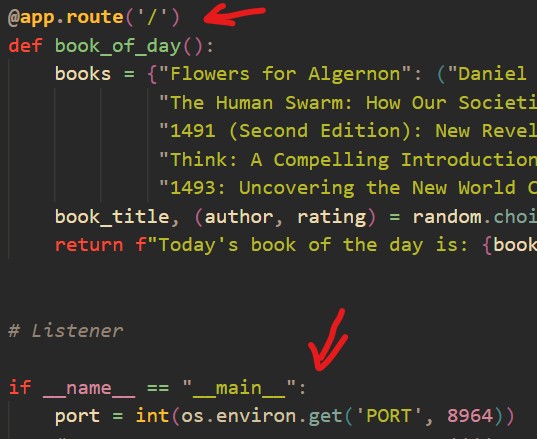 @app.route('/')
def book_of_day():
books = {"Flowers for Algernon": ("Daniel
"The Human Swarm: How Our Societi
"1491 (Second Edition): New Revel
"Think: A Compelling Introduction
"1493: Uncovering the New World C
book_title, (author, rating) = random.choi
return f"Today's book of the day is: {book
# Listener
if __name__ == "__main__":
port = int(os.environ.get('PORT', 8964))